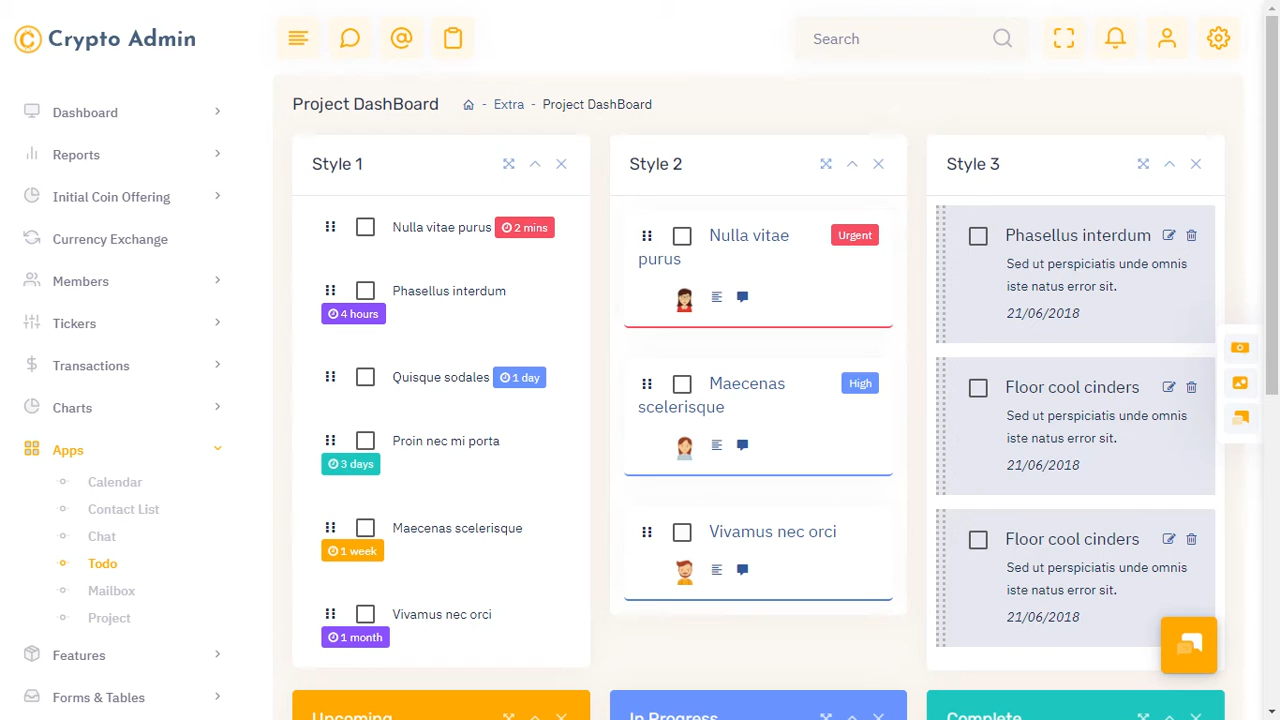 Crypto Admin
Search
Dashboard
Reports
Initial Coin Offering
Currency Exchange
Members
Tickers
Transactions
Charts
Apps
Calendar
Contact List
Chat
Todo
Mailbox
Project
Features
Forms & Tables
Project DashBoard
- Extra - Project DashBoard
Style 1
Nulla vitae purus 2 mins
Phasellus interdum
4 hours
Quisque sodales 1 day
Proin nec mi porta
3 days
Maecenas scelerisque
1 week
Vivamus nec orci
1 month
Style 2
Nulla vitae Urgent
purus
Maecenas High
scelerisque
Vivamus nec orci
Style 3
Phasellus interdum
Sed ut perspiciatis unde omnis
iste natus error sit.
21/06/2018
Floor cool cinders
Sed ut perspiciatis unde omnis
iste natus error sit.
21/06/2018
Floor cool cinders
Sed ut perspiciatis unde omnis
iste natus error sit.
21/06/2018
Upcoming
In Progress
Complete